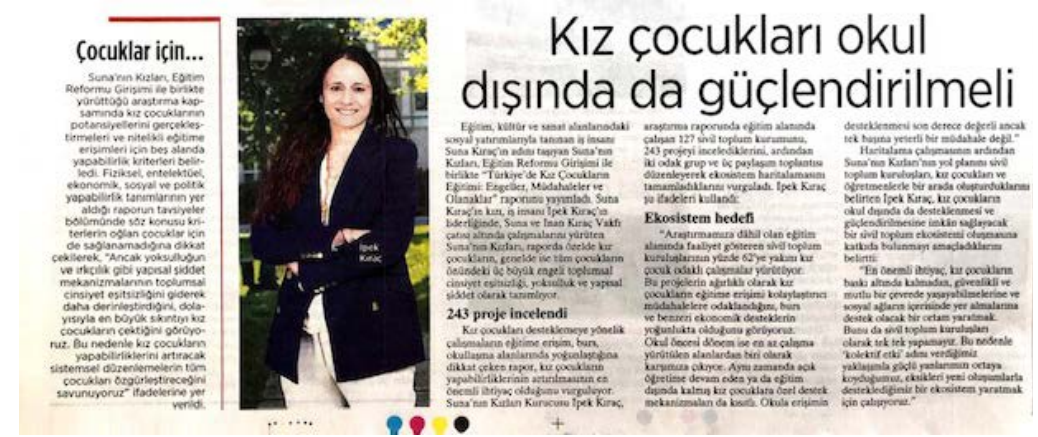 Çocuklar için...
Suna'nın Kızları, Eğitim
Reformu Girişimi ile birlikte
yürüttüğü araştırma kap-
samında kız çocuklarının
potansiyellerini gerçekleş-
tirmeleri ve nitelikli eğitime
erişimleri için beş alanda
yapabilirlik kriterleri belir-
ledi. Fiziksel, entelektüel,
ekonomik, sosyal ve politik
yapabilirlik tanımlarının yer
aldığı raporun tavsiyeler
bölümünde söz konusu kri-
terlerin oğlan çocuklar için
de sağlanamadığına dikkat
çekilerek, "Ancak yoksulluğun
ve ırkçılık gibi yapısal şiddet
mekanizmalarının toplumsal
cinsiyet eşitsizliğini giderek
daha derinleştirdiğini, dola-
yısıyla en büyük sıkıntıyı kız
çocukların çektiğini görüyo-
ruz. Bu nedenle kız çocukların
yapabilirliklerini artıracak
sistemsel düzenlemelerin tüm
çocukları özgürleştireceğini
savunuyoruz" ifadelerine yer
verildi.
İpek
Kıraç
Kız çocukları okul
dışında da güçlendirilmeli
Eğitim, kültür ve sanat alanlarındaki
sosyal yatırımlarıyla tanınan iş insanı
Suna Kıraç'ın adını taşıyan Suna'nın
Kızları, Eğitim Reformu Girişimi ile
birlikte "Türkiye'de Kız Çocukların
Eğitimi: Engeller, Müdahaleler ve
Olanaklar" raporunu yayımladı. Suna
Kıraç'ın kızı, iş insanı İpek Kıraç'ın
liderliğinde, Suna ve İnan Kıraç Vakfı
çatısı altında çalışmalarını yürüten
Suna'nın Kızları, raporda özelde kız
çocukların, genelde ise tüm çocukların
önündeki üç büyük engeli toplumsal
cinsiyet eşitsizliği, yoksulluk ve yapısal
şiddet olarak tanımlıyor.
243 proje incelendi
Kız çocukları desteklemeye yönelik
çalışmaların eğitime erişim, burs,
okullaşma alanlarında yoğunlaştığına
dikkat çeken rapor, kız çocukların
yapabilirliklerinin artırılmasının en
önemli ihtiyaç olduğunu vurguluyor.
Suna'nın Kızları Kurucusu İpek Kıraç,
araştırma raporunda eğitim alanında
çalışan 127 sivil toplum kurumunu,
243 projeyi incelediklerini, ardından
iki odak grup ve üç paylaşım toplantısı
düzenleyerek ekosistem haritalamasını
tamamladıklarını vurguladı. İpek Kıraç
şu ifadeleri kullandı:
Ekosistem hedefi
"Araştırmamıza dâhil olan eğitim
alanında faaliyet gösteren sivil toplum
kuruluşlarının yüzde 62'ye yakını kız
çocuk odaklı çalışmalar yürütüyor.
Bu projelerin ağırlıklı olarak kız
çocukların eğitime erişimi kolaylaştırıcı
müdahalelere odaklandığını, burs
ve benzeri ekonomik desteklerin
yoğunlukta olduğunu görüyoruz.
Okul öncesi dönem ise en az çalışma
yürütülen alanlardan biri olarak
karşımıza çıkıyor. Aynı zamanda açık
öğretime devam eden ya da eğitim
dışında kalmış kız çocuklara özel destek
mekanizmaları da kısıtlı. Okula erişimin
desteklenmesi son derece değerli ancak
tek başına yeterli bir müdahale değil."
Haritalama çalışmasının ardından
Suna'nın Kızları'nın yol planını sivil
toplum kuruluşları, kız çocukları ve
öğretmenlerle bir arada oluşturduklarını
belirten İpek Kıraç, kız çocukların
okul dışında da desteklenmesi ve
güçlendirilmesine imkân sağlayacak
bir sivil toplum ekosistemi oluşmasına
katkıda bulunmayı amaçladıklarını
belirtti:
"En önemli ihtiyaç, kız çocukların
baskı altında kalmadan, güvenlikli ve
mutlu bir çevrede yaşayabilmelerine ve
sosyal ağların içerisinde yer almalarına
destek olacak bir ortam yaratmak.
Bunu da sivil toplum kuruluşları
olarak tek tek yapamayız. Bu nedenle
'kolektif etki' adını verdiğimiz
yaklaşımla güçlü yanlarımızı ortaya
koyduğumuz, eksikleri yeni oluşumlarla
desteklediğimiz bir ekosistem yaratmak
için çalışıyoruz."